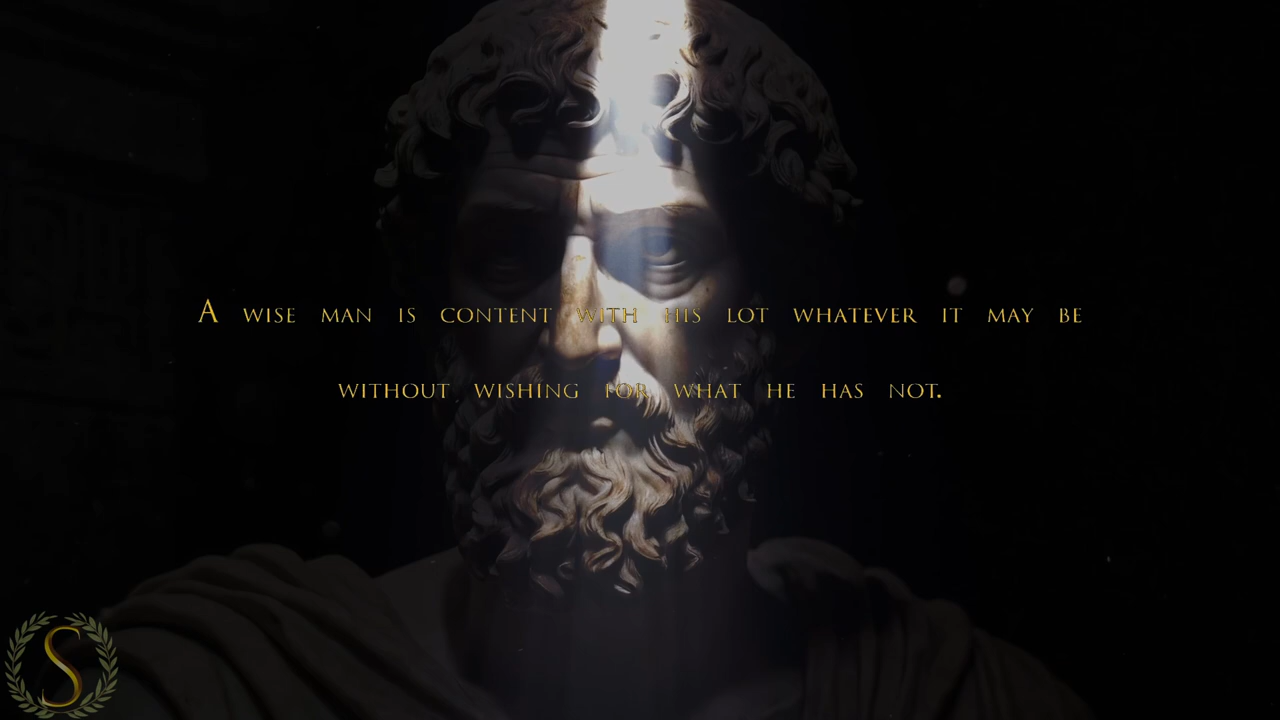 A WISE MAN IS CONTENT WITH HIS LOT WHATEVER IT MAY BE
WITHOUT WISHING FOR WHAT HE HAS NOT.
S